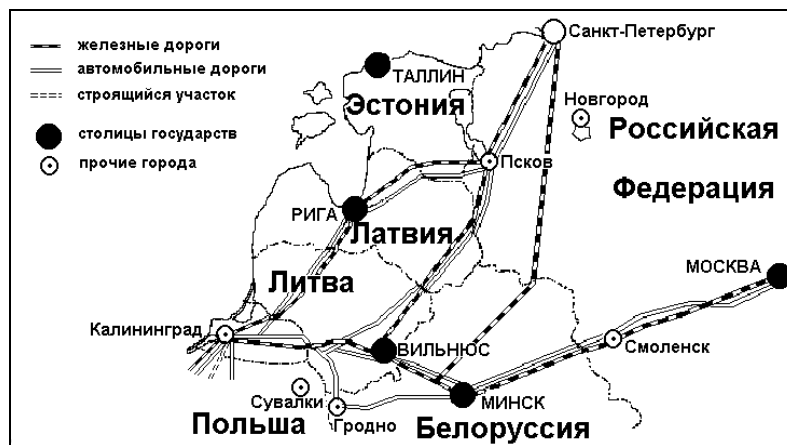 железные дороги
автомобильные дороги
строящийся участок
столицы государств
прочие города
Санкт-Петербург
ТАЛЛИН
Эстония
Новгород
Российская
Федерация
Псков
РИГА
ЛАТВИЯ
Литва
МОСКВА
Калининград
ВИЛЬНЮС
Смоленск
Сувалки
МИНСК
Польша
Гродно
Белоруссия